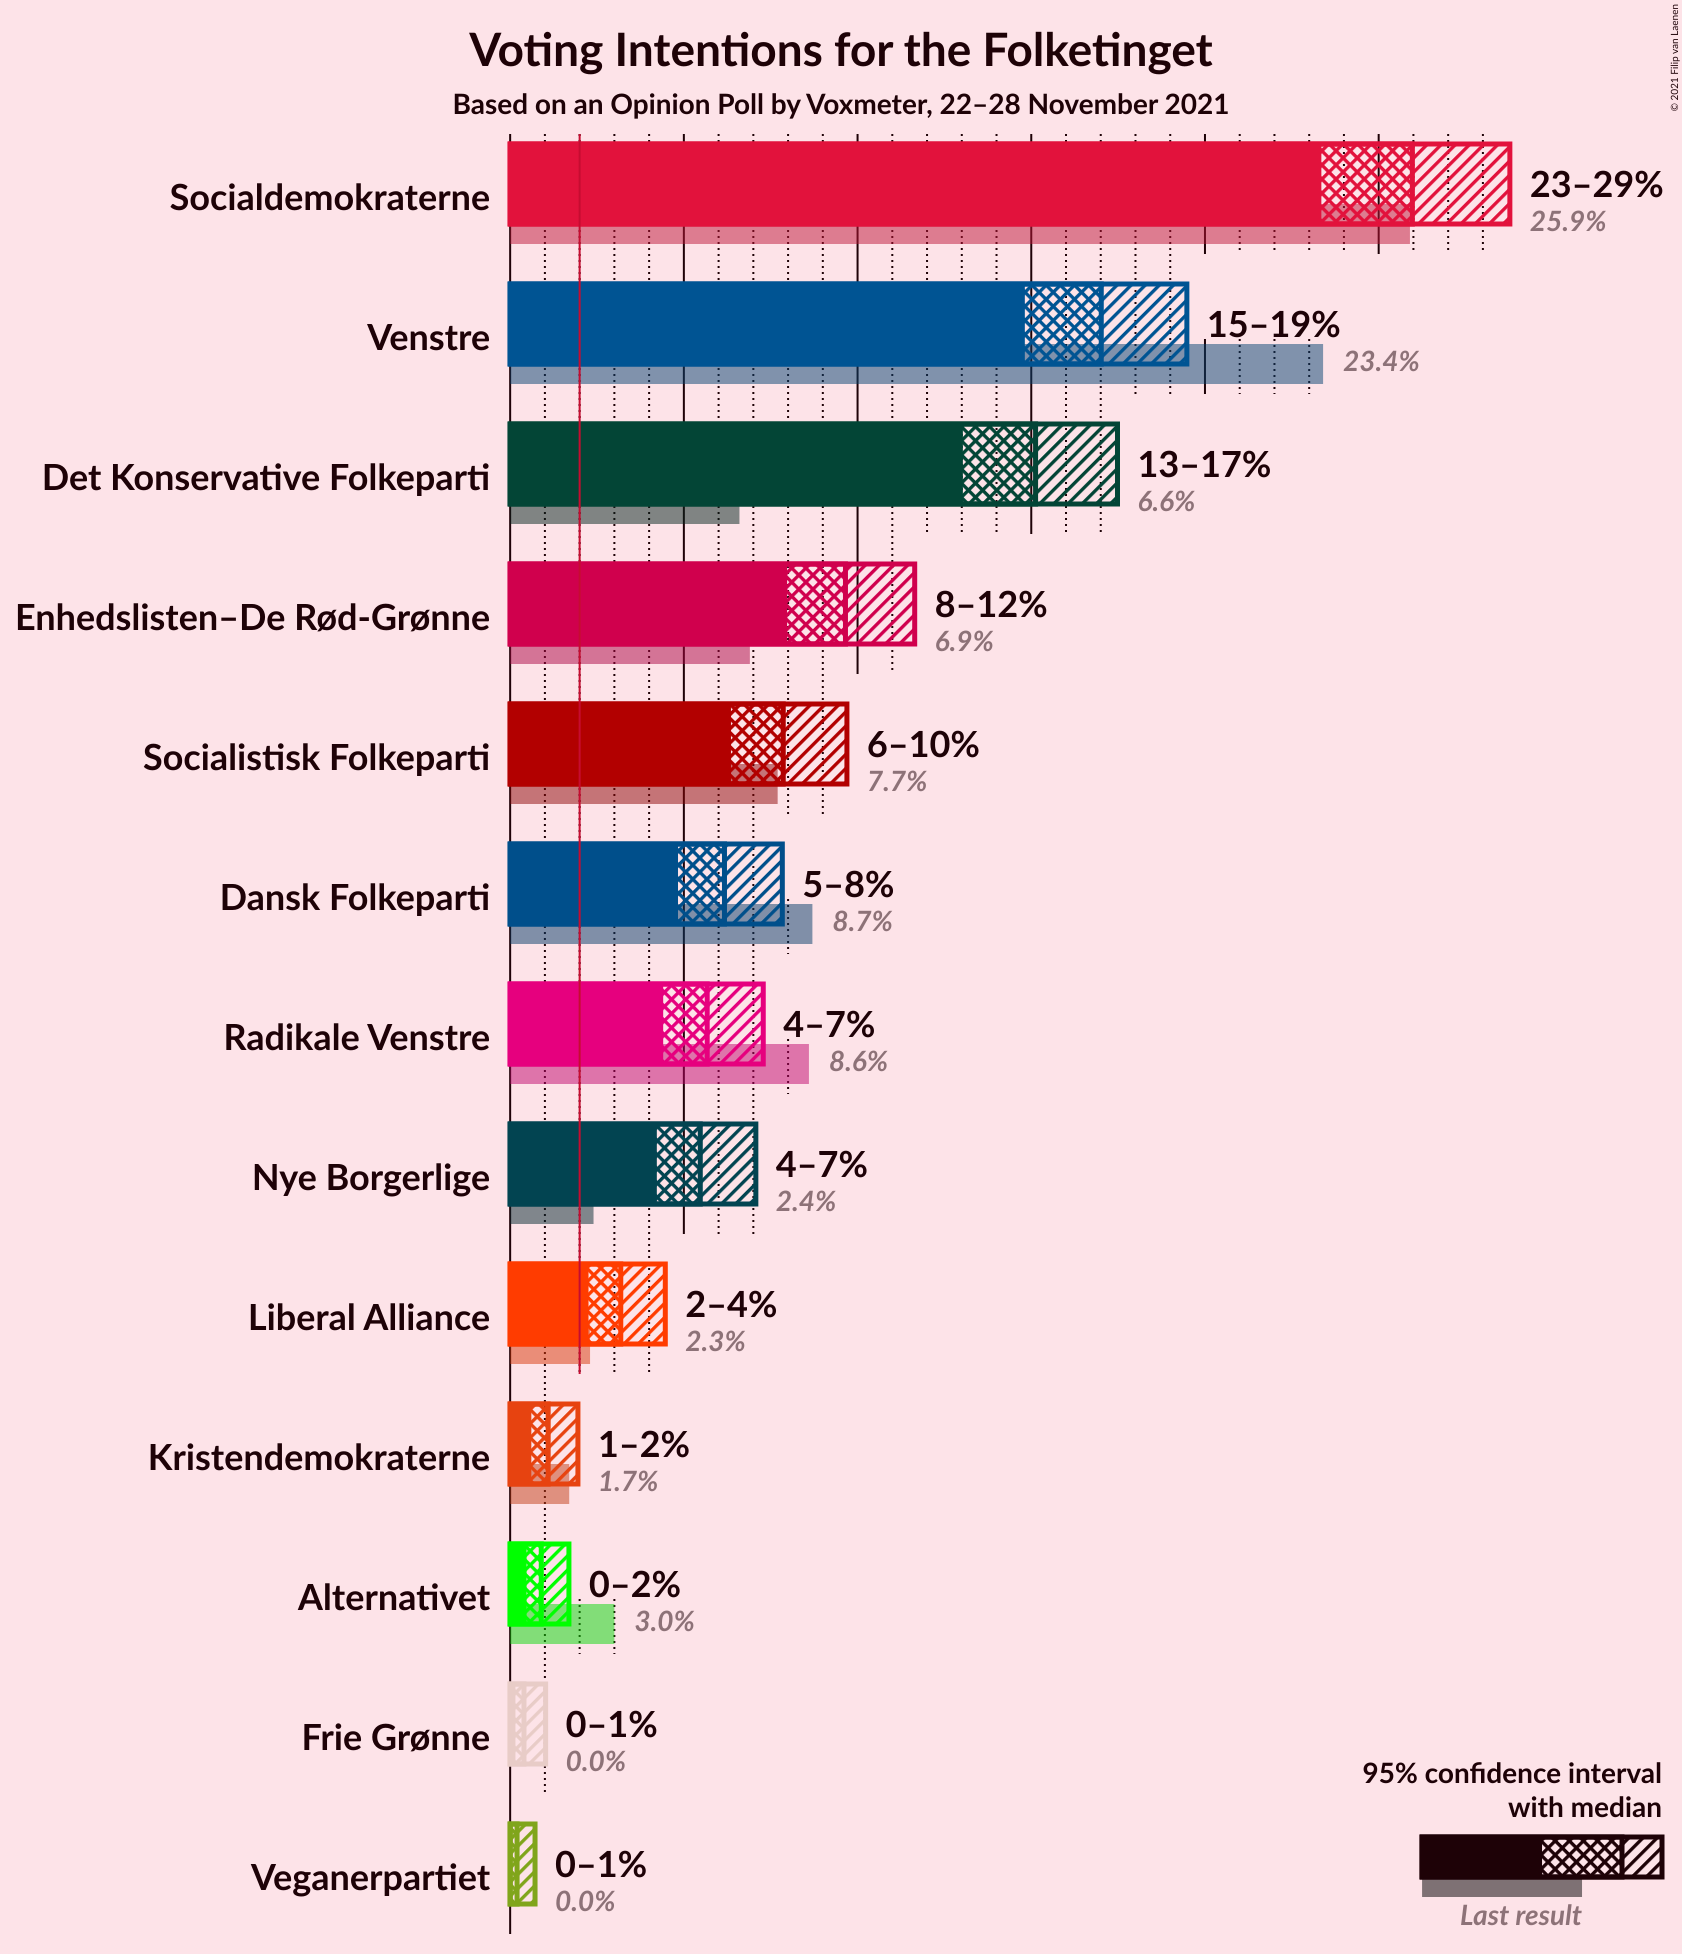 © 2021 Filip van Laenen
Voting Intentions for the Folketinget
Based on an Opinion Poll by Voxmeter, 22–28 November 2021
Socialdemokraterne
23–29%
25.9%
Venstre
15–19%
23.4%
Det Konservative Folkeparti
13–17%
6.6%
Enhedslisten–De Rød-Grønne
8–12%
6.9%
Socialistisk Folkeparti
6–10%
7.7%
Dansk Folkeparti
5–8%
8.7%
Radikale Venstre
4–7%
8.6%
Nye Borgerlige
4–7%
2.4%
Liberal Alliance
2–4%
2.3%
Kristendemokraterne
1–2%
1.7%
Alternativet
0–2%
3.0%
Frie Grønne
0–1%
0.0%
Veganerpartiet
0–1%
0.0%
95% confidence interval
with median
Last result